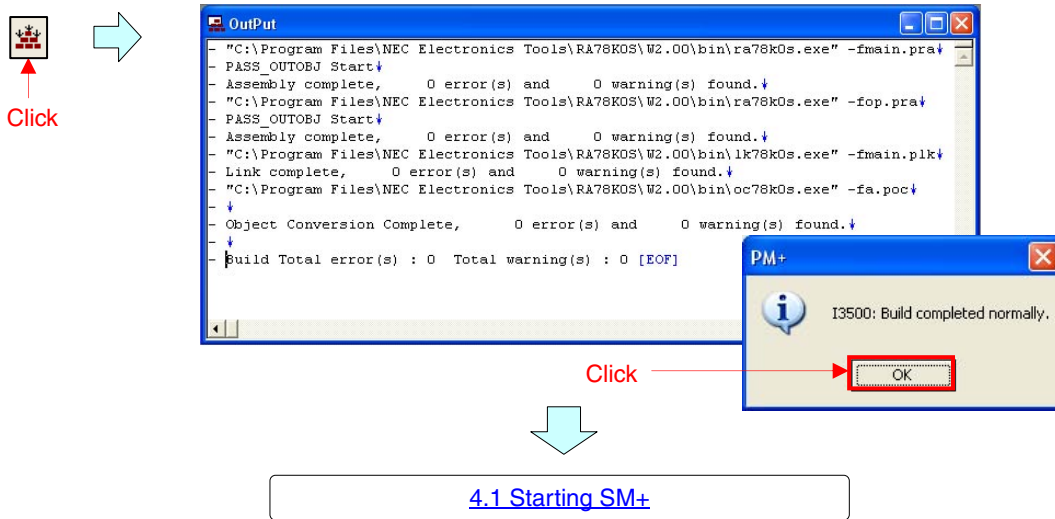 OutPut
- "C:\Program Files\NEC Electronics Tools\RA78K0S\W2.00\bin\ra78k0s.exe" -fmain.pra↓
- PASS_OUTOBJ Start↓
- Assembly complete,     0 error(s) and     0 warning(s) found.↓
- "C:\Program Files\NEC Electronics Tools\RA78K0S\W2.00\bin\ra78k0s.exe" -fop.pra↓
- PASS_OUTOBJ Start↓
- Assembly complete,     0 error(s) and     0 warning(s) found.↓
- "C:\Program Files\NEC Electronics Tools\RA78K0S\W2.00\bin\lk78k0s.exe" -fmain.plk↓
- Link complete,     0 error(s) and     0 warning(s) found.↓
- "C:\Program Files\NEC Electronics Tools\RA78K0S\W2.00\bin\oc78k0s.exe" -fa.poc↓
- ↓
- Object Conversion Complete,     0 error(s) and     0 warning(s) found.↓
- ↓
- Build Total error(s) : 0  Total warning(s) : 0 [EOF]
Click
PM+
I3500: Build completed normally.
OK
Click
4.1 Starting SM+